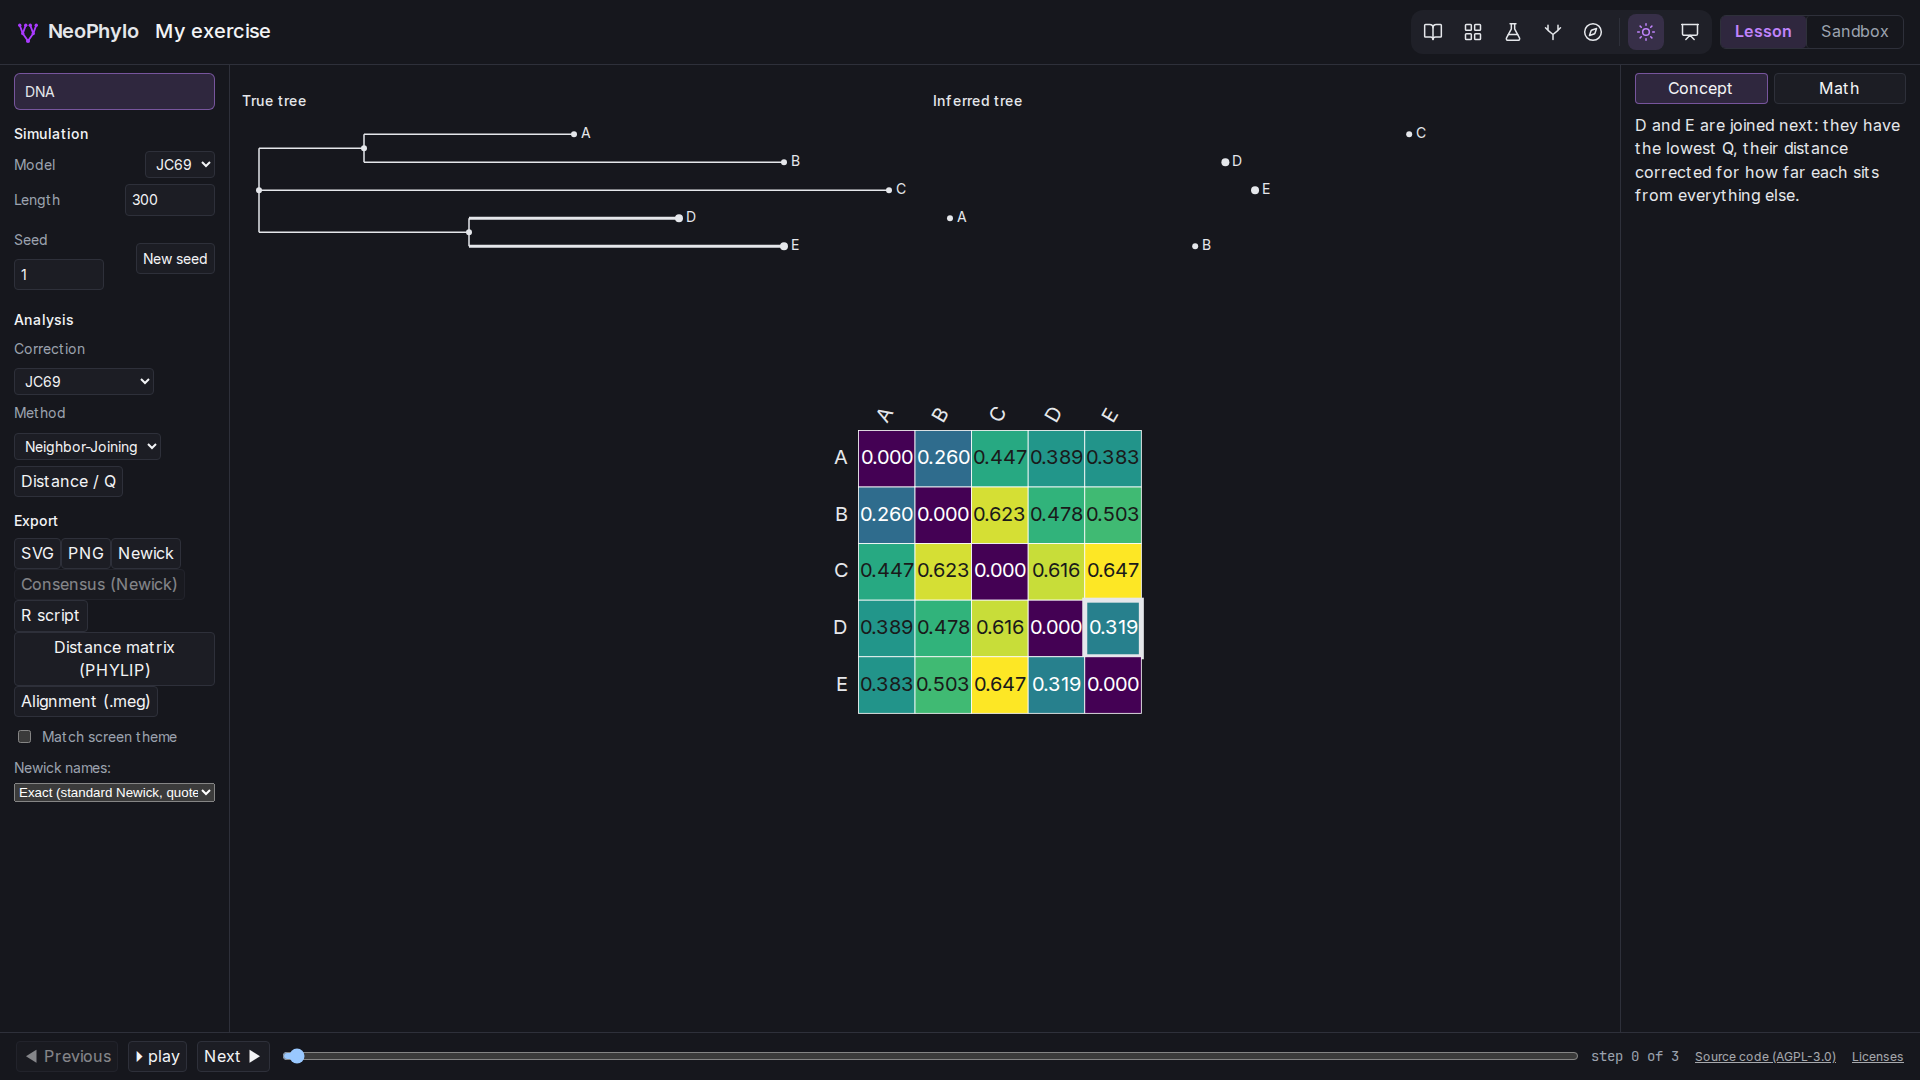 NeoPhylo My exercise
Lesson Sandbox
DNA
Simulation
Model JC69
Length 300
Seed
1 New seed
Analysis
Correction
JC69
Method
Neighbor-Joining
Distance / Q
Export
SVG PNG Newick
Consensus (Newick)
R script
Distance matrix
(PHYLIP)
Alignment (.meg)
Match screen theme
Newick names:
Exact (standard Newick, quote
True tree
A
B
C
D
E
Inferred tree
C
D
E
A
B
A B C D E
A 0.000 0.260 0.447 0.389 0.383
B 0.260 0.000 0.623 0.478 0.503
C 0.447 0.623 0.000 0.616 0.647
D 0.389 0.478 0.616 0.000 0.319
E 0.383 0.503 0.647 0.319 0.000
Concept Math
D and E are joined next: they have
the lowest Q, their distance
corrected for how far each sits
from everything else.
Previous play Next step 0 of 3 Source code (AGPL-3.0) Licenses